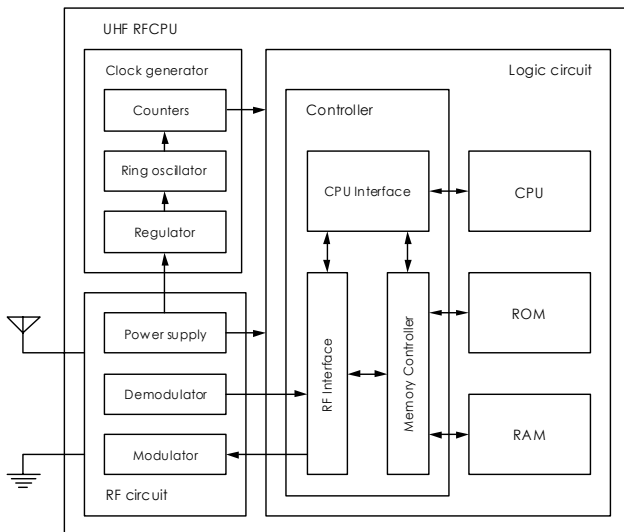 UHF RFCPU
Clock generator
Counters
Ring oscillator
Regulator
Logic circuit
Controller
CPU Interface
CPU
RF Interface
Memory Controller
ROM
RAM
Power supply
Demodulator
Modulator
RF circuit